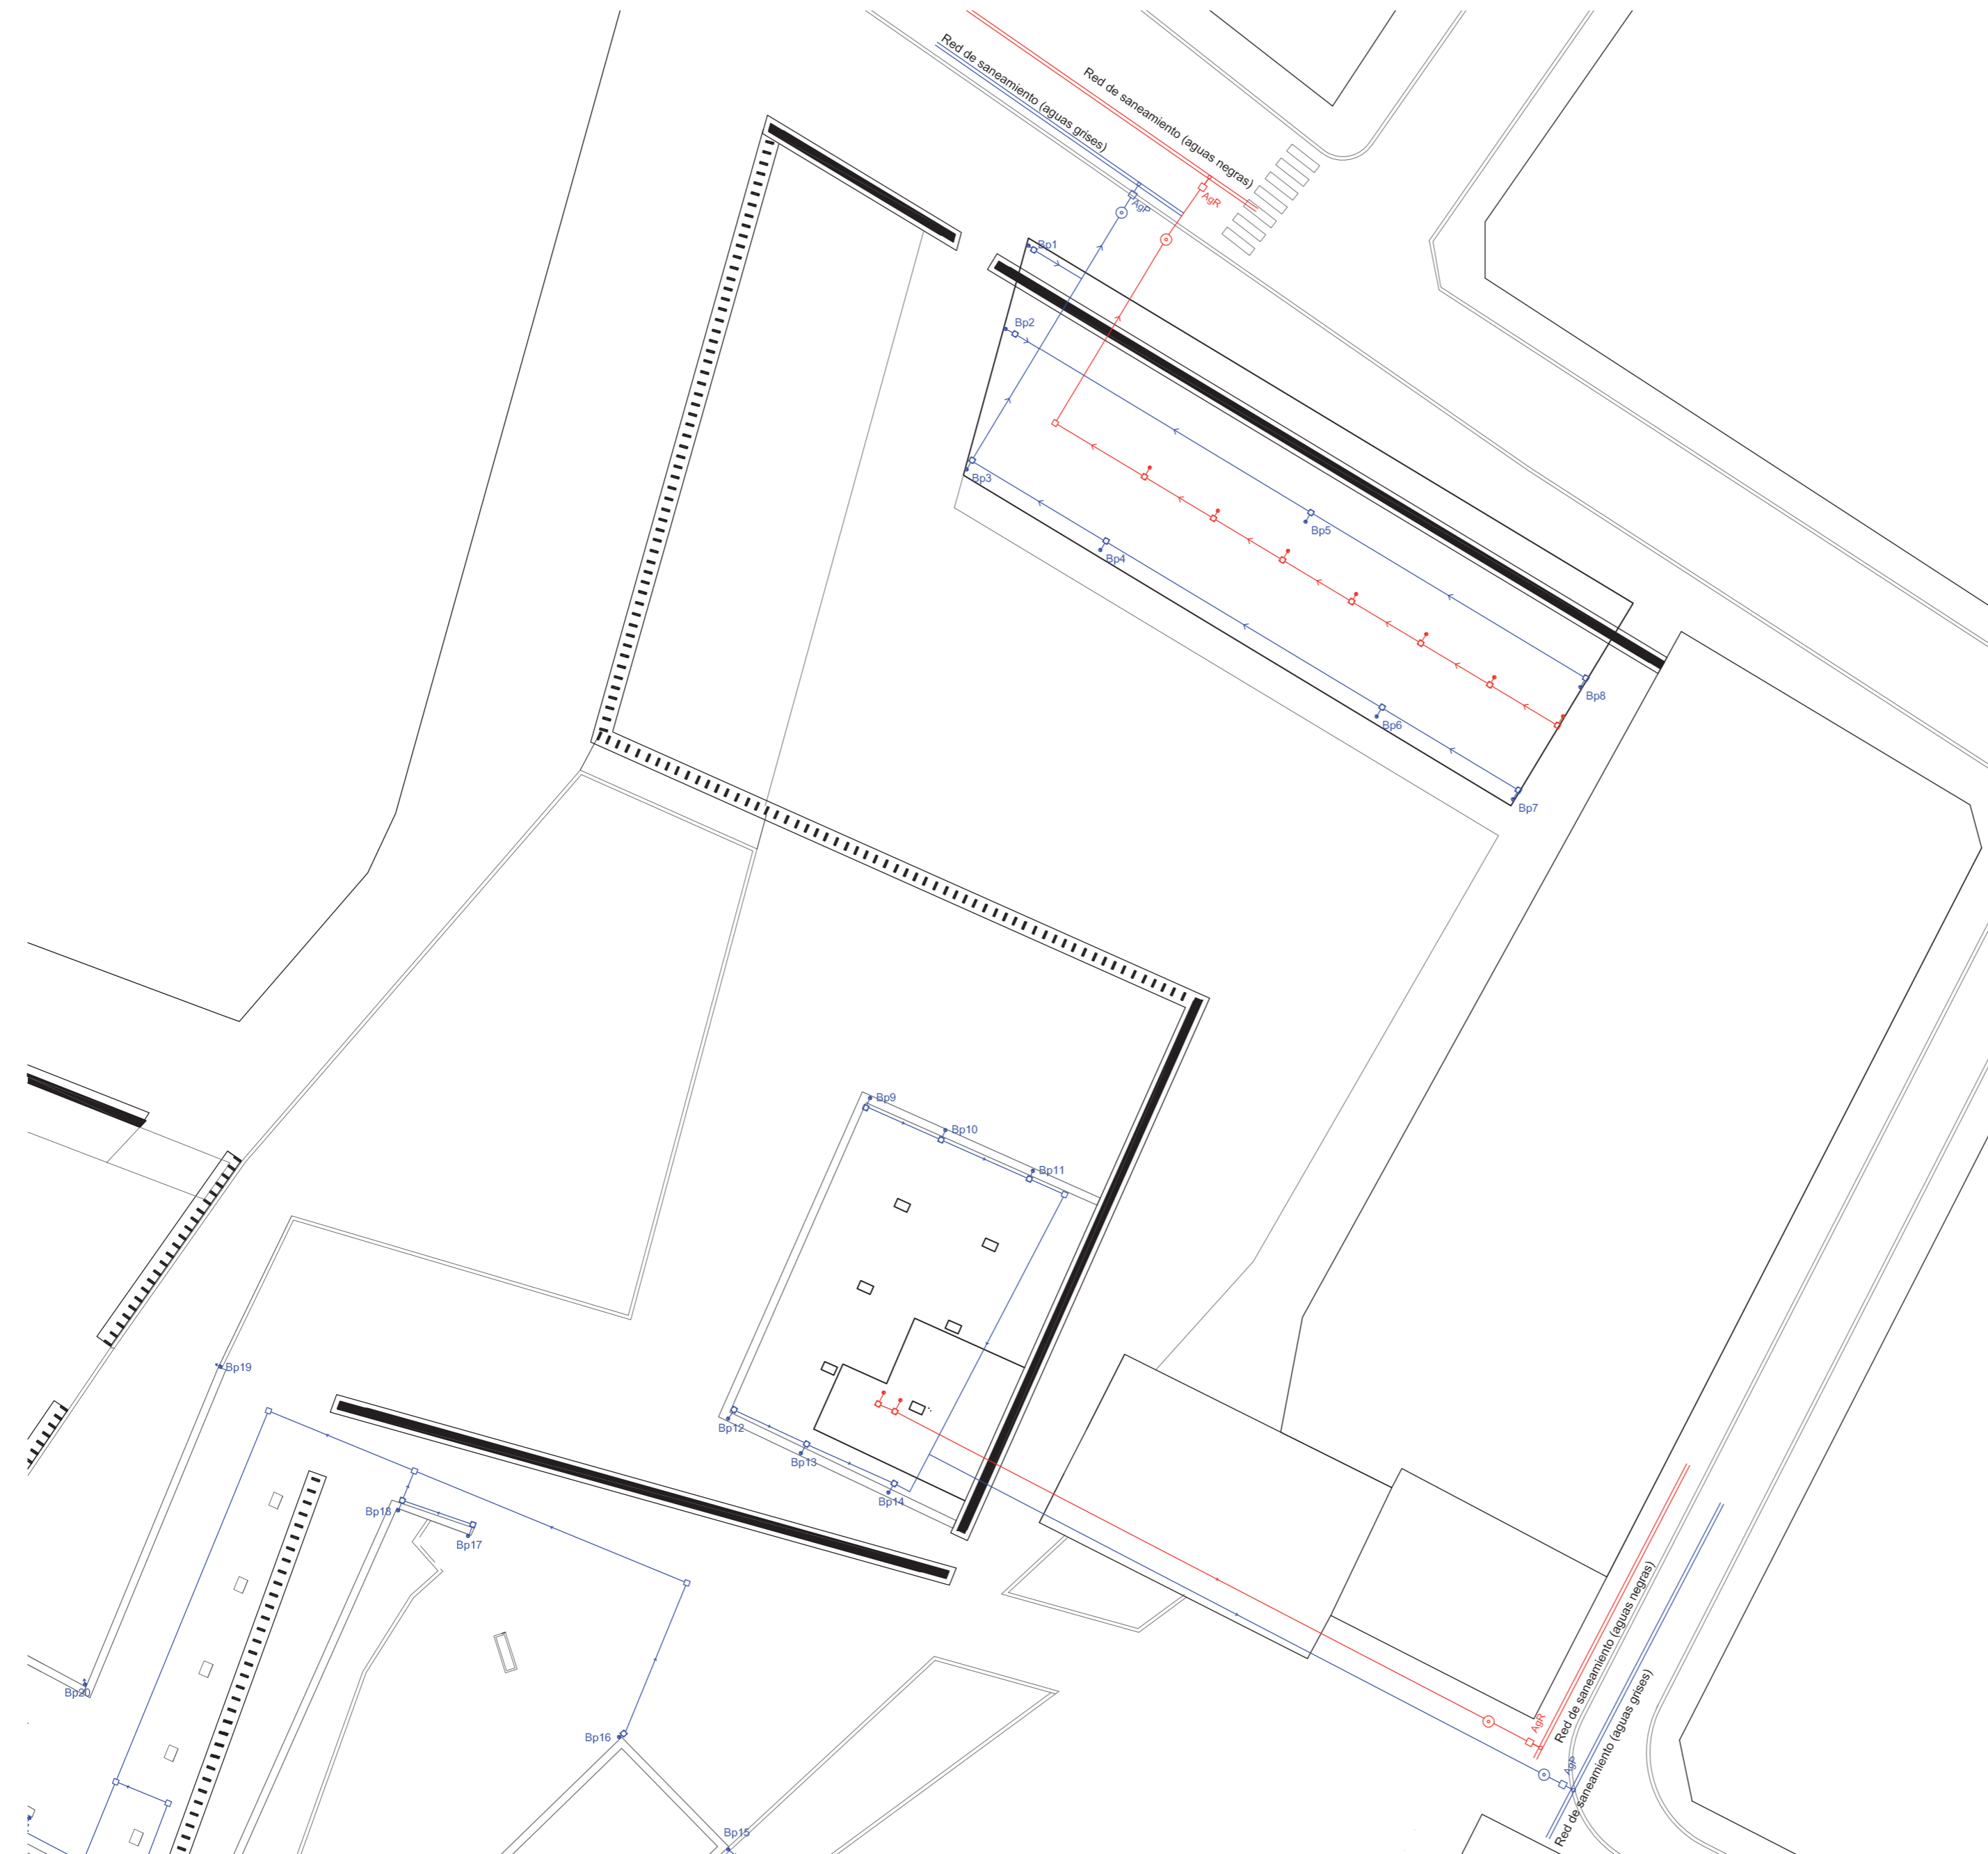 Red de saneamiento (aguas grises)
Red de saneamiento (aguas negras)
AgP
AgR
Bp1
Bp2
Bp3
Bp4
Bp5
Bp6
Bp7
Bp8
Bp9
Bp10
Bp11
Bp12
Bp13
Bp14
Bp19
Bp18
Bp17
Bp20
Bp16
Bp15
AgR
AgP
Red de saneamiento (aguas negras)
Red de saneamiento (aguas grises)